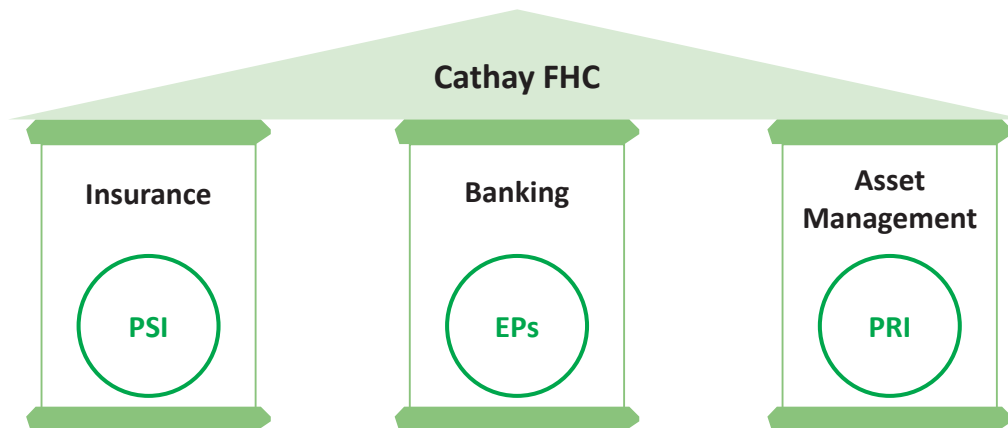 Cathay FHC
Insurance
Banking
Asset
Management
PSI
EPs
PRI